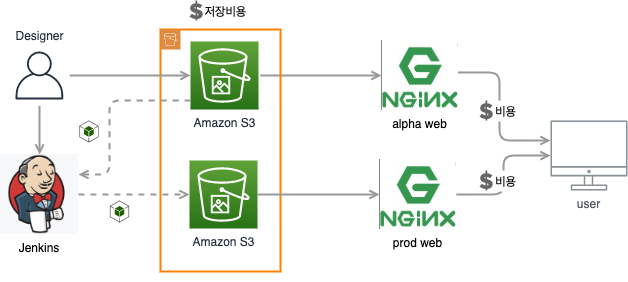 $저장비용
Designer
Amazon S3
NGINX
alpha web
$비용
Jenkins
Amazon S3
NGINX
prod web
$비용
user